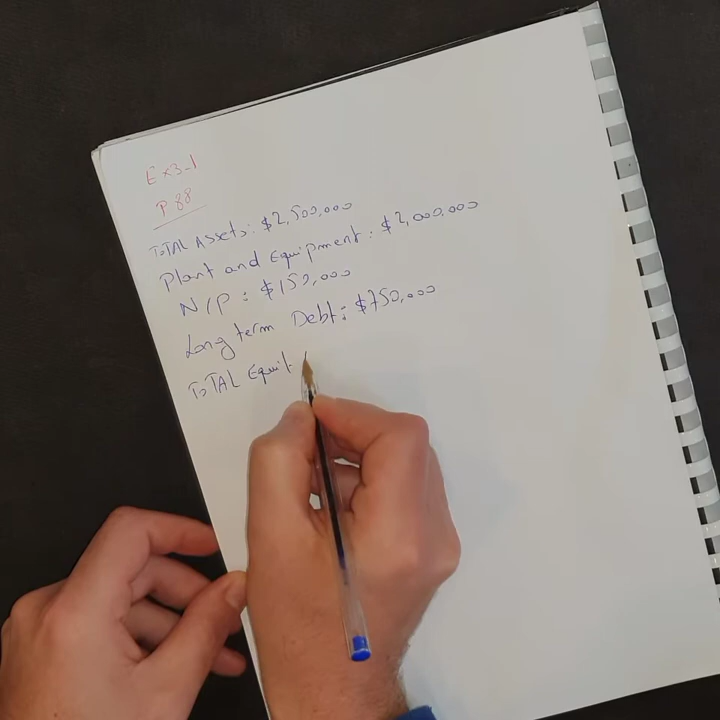 Ex3-1
P88
ToTAL Assets: $2,500,000
Plant and Equipment: $2,000,000
N/P: $150,000
Long term Debt: $750,000
ToTAL Equit